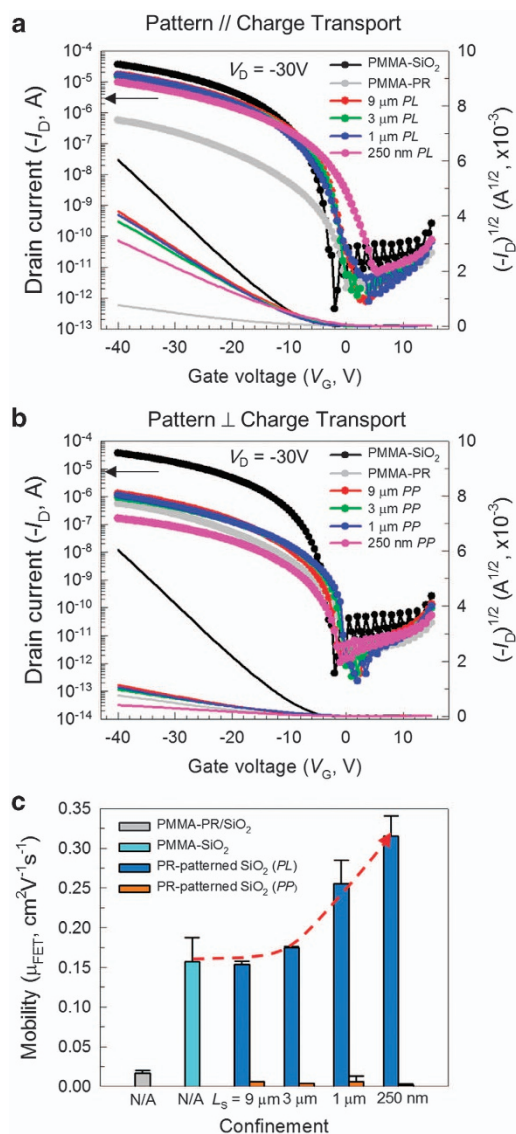 a
Pattern // Charge Transport
V_D = -30V
PMMA-SiO₂
PMMA-PR
9 μm PL
3 μm PL
1 μm PL
250 nm PL
Drain current (-I_D, A)
10⁻⁴
10⁻⁵
10⁻⁶
10⁻⁷
10⁻⁸
10⁻⁹
10⁻¹⁰
10⁻¹¹
10⁻¹²
10⁻¹³
10
8
6
4
2
0
(-I_D)^1/2 (A^1/2, x10⁻³)
-40 -30 -20 -10 0 10
Gate voltage (V_G, V)
b
Pattern ⊥ Charge Transport
V_D = -30V
PMMA-SiO₂
PMMA-PR
9 μm PP
3 μm PP
1 μm PP
250 nm PP
Drain current (-I_D, A)
10⁻⁴
10⁻⁵
10⁻⁶
10⁻⁷
10⁻⁸
10⁻⁹
10⁻¹⁰
10⁻¹¹
10⁻¹²
10⁻¹³
10⁻¹⁴
10
8
6
4
2
0
(-I_D)^1/2 (A^1/2, x10⁻³)
-40 -30 -20 -10 0 10
Gate voltage (V_G, V)
c
PMMA-PR/SiO₂
PMMA-SiO₂
PR-patterned SiO₂ (PL)
PR-patterned SiO₂ (PP)
Mobility (μ_FET, cm²V⁻¹s⁻¹)
0.35
0.30
0.25
0.20
0.15
0.10
0.05
0.00
N/A N/A L_S = 9 μm 3 μm 1 μm 250 nm
Confinement